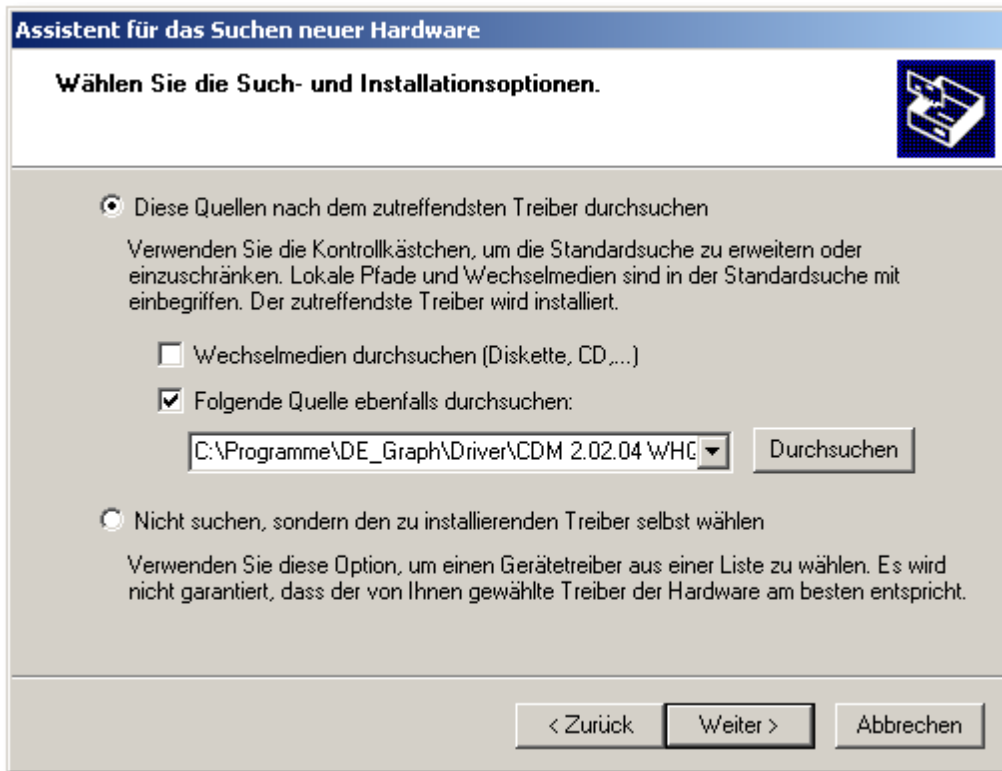 Assistent für das Suchen neuer Hardware
Wählen Sie die Such- und Installationsoptionen.
Diese Quellen nach dem zutreffendsten Treiber durchsuchen
Verwenden Sie die Kontrollkästchen, um die Standardsuche zu erweitern oder
einzuschränken. Lokale Pfade und Wechselmedien sind in der Standardsuche mit
einbegriffen. Der zutreffendste Treiber wird installiert.
Wechselmedien durchsuchen (Diskette, CD,...)
Folgende Quelle ebenfalls durchsuchen:
C:\Programme\DE_Graph\Driver\CDM 2.02.04 WHQ
Durchsuchen
Nicht suchen, sondern den zu installierenden Treiber selbst wählen
Verwenden Sie diese Option, um einen Gerätetreiber aus einer Liste zu wählen. Es wird
nicht garantiert, dass der von Ihnen gewählte Treiber der Hardware am besten entspricht.
< Zurück Weiter > Abbrechen